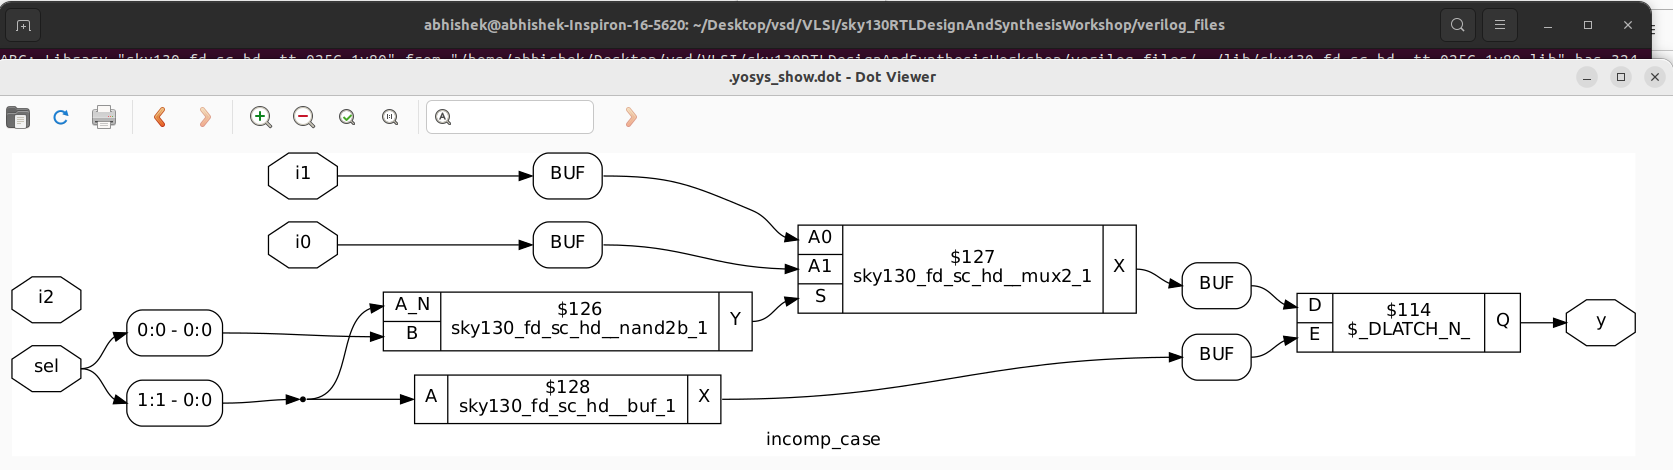 abhishek@abhishek-Inspiron-16-5620: ~/Desktop/vsd/VLSI/sky130RTLDesignAndSynthesisWorkshop/verilog_files
.yosys_show.dot - Dot Viewer
i1
BUF
i0
BUF
A0
A1
S
$127
sky130_fd_sc_hd__mux2_1
X
i2
sel
0:0 - 0:0
1:1 - 0:0
A_N
B
$126
sky130_fd_sc_hd__nand2b_1
Y
A
$128
sky130_fd_sc_hd__buf_1
X
BUF
BUF
D
E
$114
$_DLATCH_N_
Q
y
incomp_case